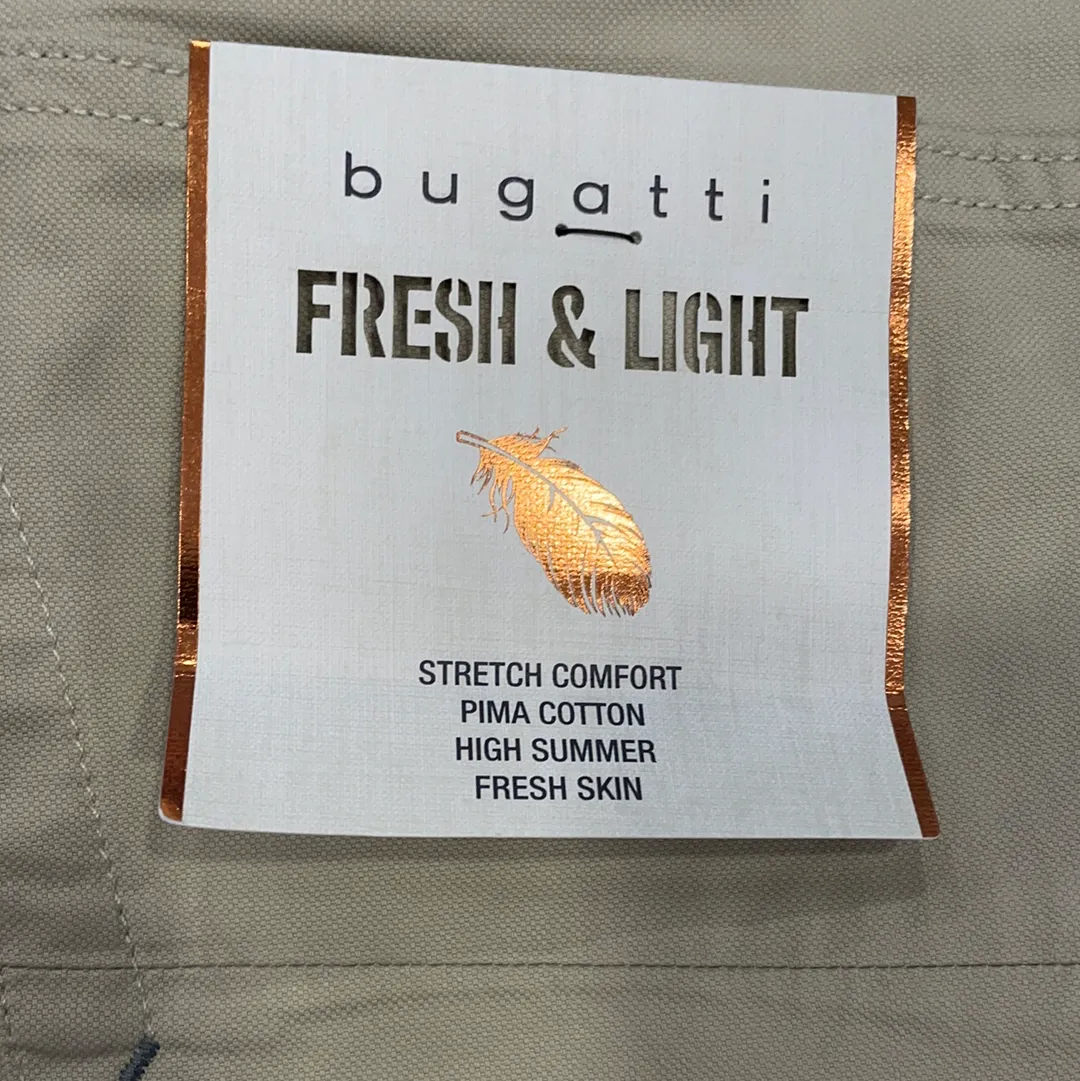 bugatti
FRESH & LIGHT
STRETCH COMFORT
PIMA COTTON
HIGH SUMMER
FRESH SKIN